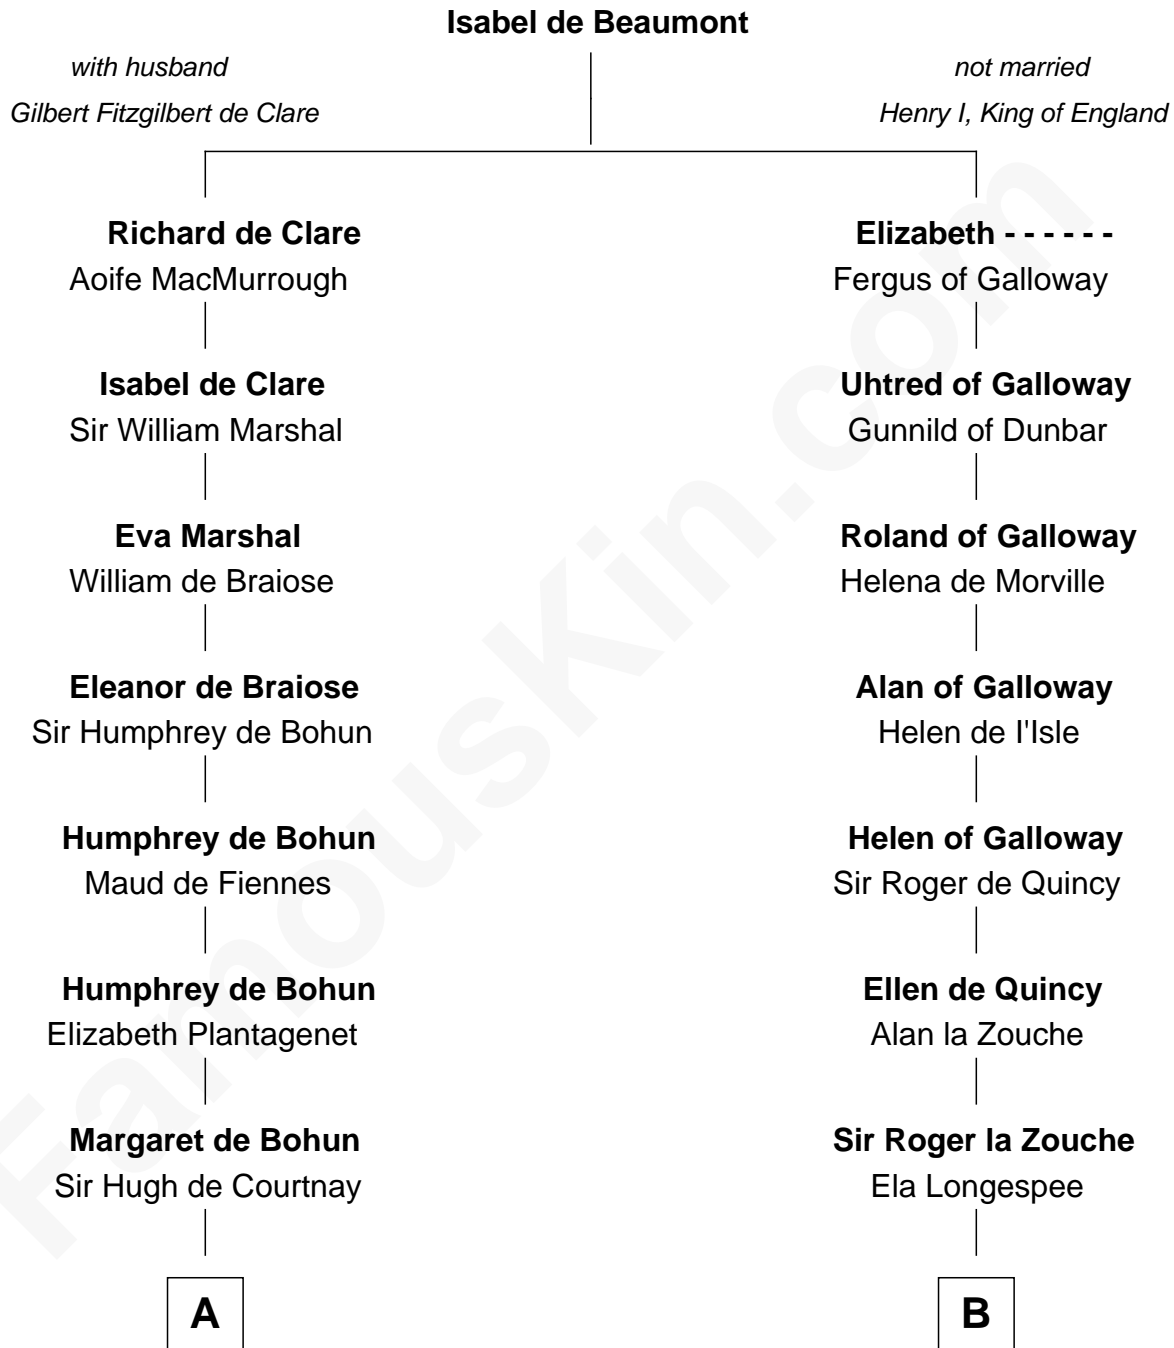 Isabel de Beaumont
with husband
Gilbert Fitzgilbert de Clare
not married
Henry I, King of England
Richard de Clare
Aoife MacMurrough
Isabel de Clare
Sir William Marshal
Eva Marshal
William de Braiose
Eleanor de Braiose
Sir Humphrey de Bohun
Humphrey de Bohun
Maud de Fiennes
Humphrey de Bohun
Elizabeth Plantagenet
Margaret de Bohun
Sir Hugh de Courtnay
A
Elizabeth - - - - - -
Fergus of Galloway
Uhtred of Galloway
Gunnild of Dunbar
Roland of Galloway
Helena de Morville
Alan of Galloway
Helen de l'Isle
Helen of Galloway
Sir Roger de Quincy
Ellen de Quincy
Alan la Zouche
Sir Roger la Zouche
Ela Longespee
B
FamousKin.com